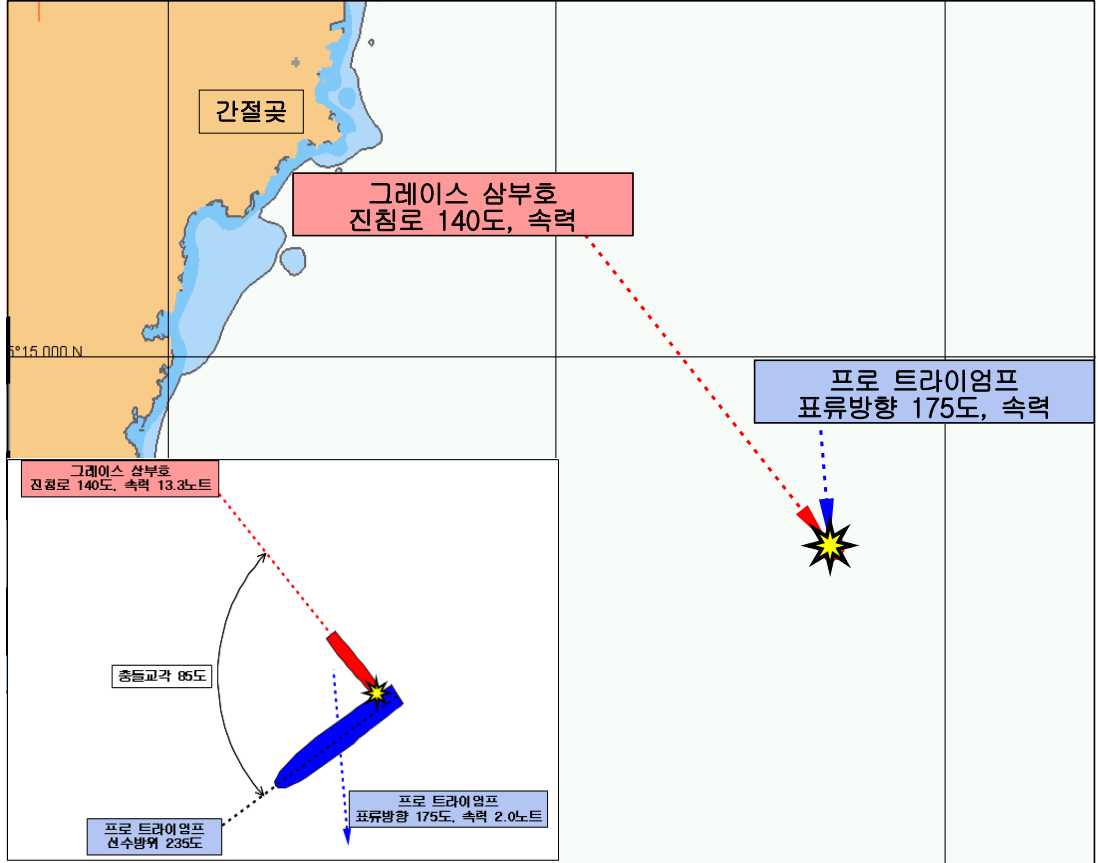 간절곶
그레이스 삼부호
진침로 140도, 속력
5°15.000 N
프로 트라이엄프
표류방향 175도, 속력
그레이스 삼부호
진침로 140도, 속력 13.3노트
충돌교각 85도
프로 트라이엄프
표류방향 175도, 속력 2.0노트
프로 트라이엄프
선수방위 235도